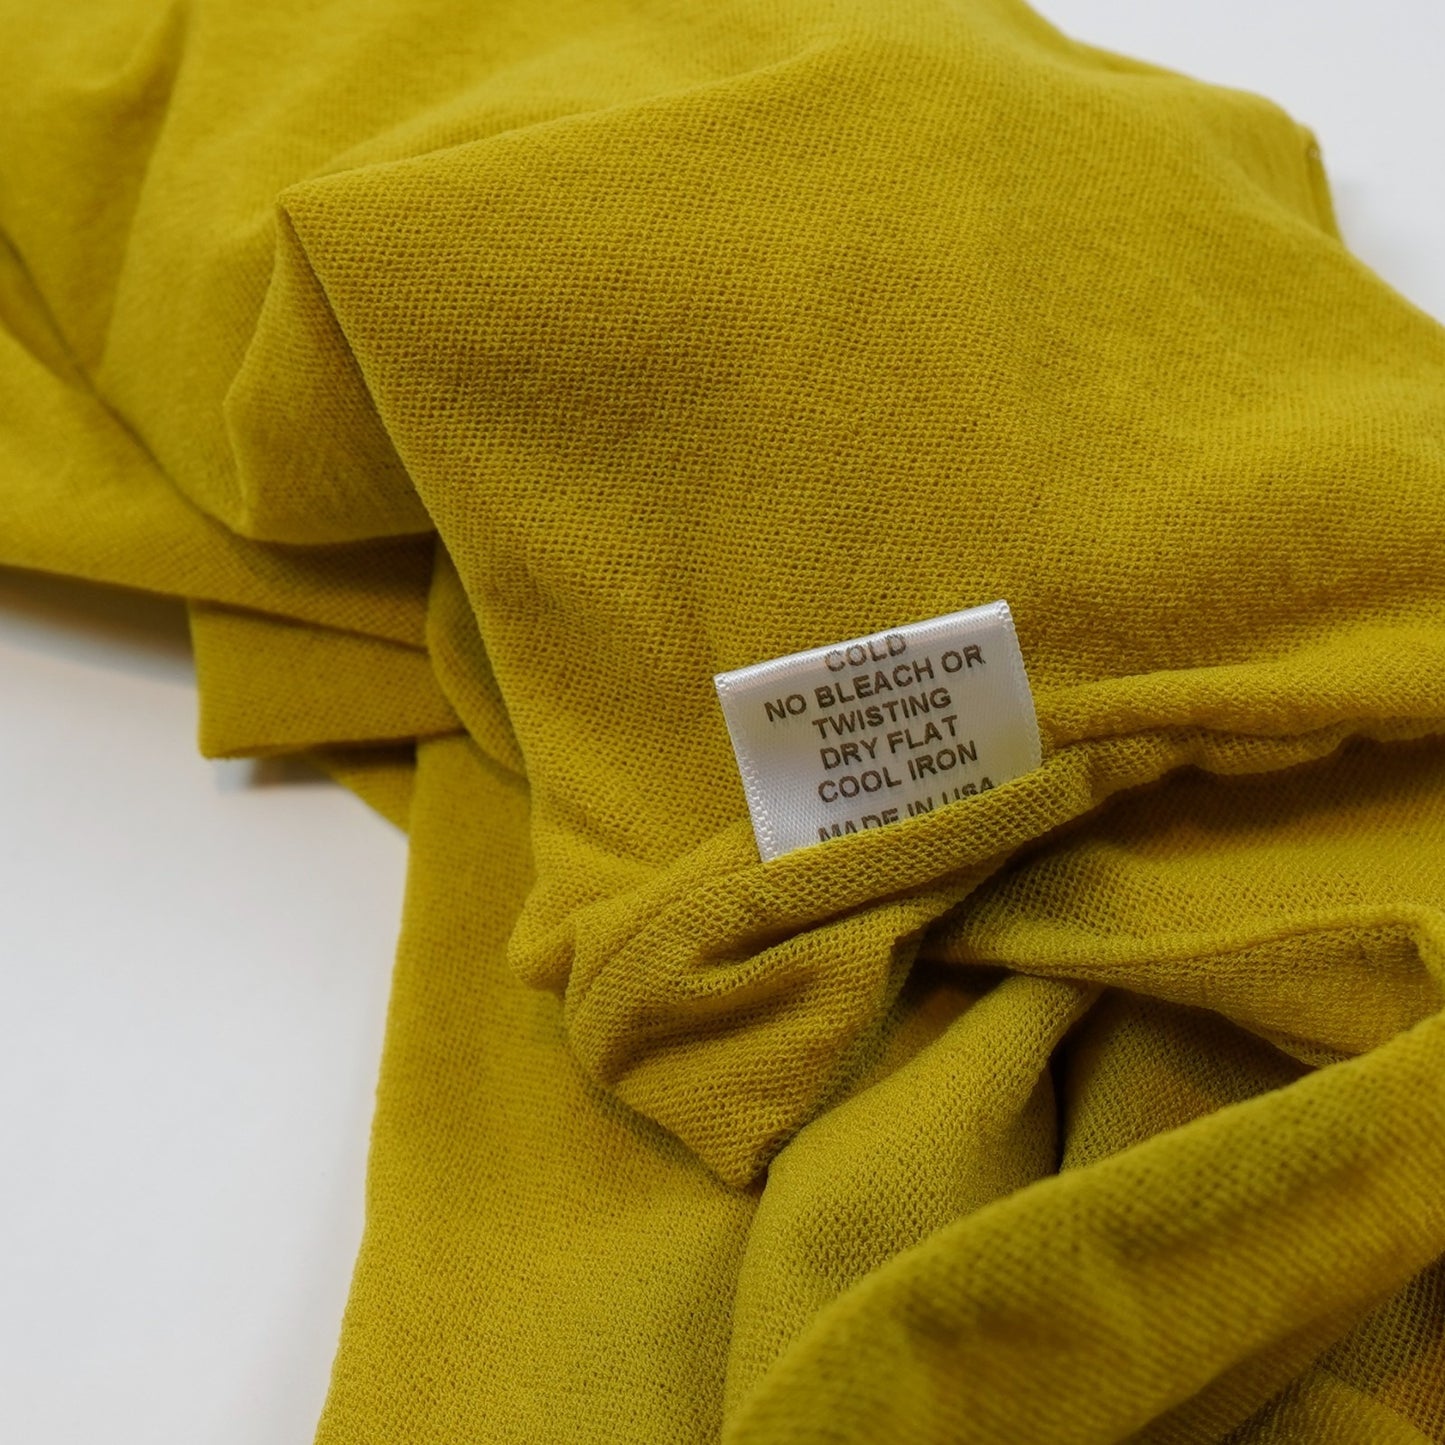 COLD
NO BLEACH OR
TWISTING
DRY FLAT
COOL IRON
MADE IN USA